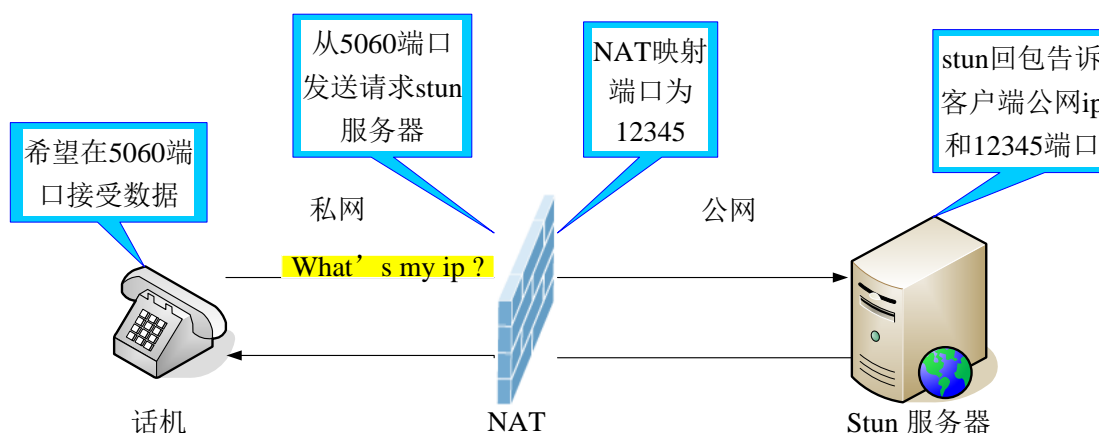 从5060端口
发送请求stun
服务器
NAT映射
端口为
12345
stun回包告诉
客户端公网ip
和12345端口
希望在5060端
口接受数据
私网
公网
What’s my ip ?
话机
NAT
Stun 服务器